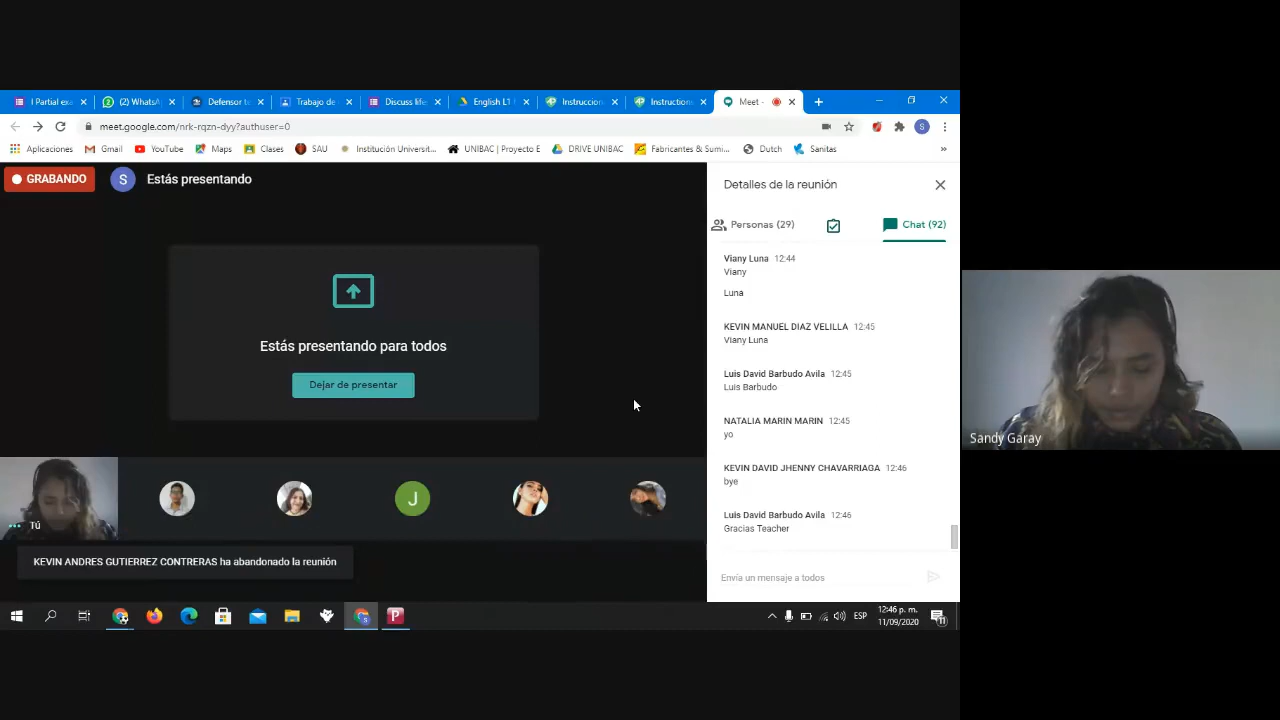 I Partial exa
(2) WhatsA
Defensor te
Trabajo de
Discuss life
English L1
Instruccion
Instructions
Meet -
meet.google.com/nrk-rqzn-dyy?authuser=0
S
Aplicaciones
Gmail
YouTube
Maps
Clases
SAU
Institución Universit...
UNIBAC | Proyecto E
DRIVE UNIBAC
Fabricantes & Sumi...
Dutch
Sanitas
»
GRABANDO
S
Estás presentando
Detalles de la reunión
Personas (29)
Chat (92)
Viany Luna 12:44
Viany
Luna
KEVIN MANUEL DIAZ VELILLA 12:45
Viany Luna
Luis David Barbudo Avila 12:45
Luis Barbudo
NATALIA MARIN MARIN 12:45
yo
KEVIN DAVID JHENNY CHAVARRIAGA 12:46
bye
Luis David Barbudo Avila 12:46
Gracias Teacher
Envía un mensaje a todos
Estás presentando para todos
Dejar de presentar
Tú
J
KEVIN ANDRES GUTIERREZ CONTRERAS ha abandonado la reunión
Sandy Garay
ESP
12:46 p. m.
11/09/2020
11